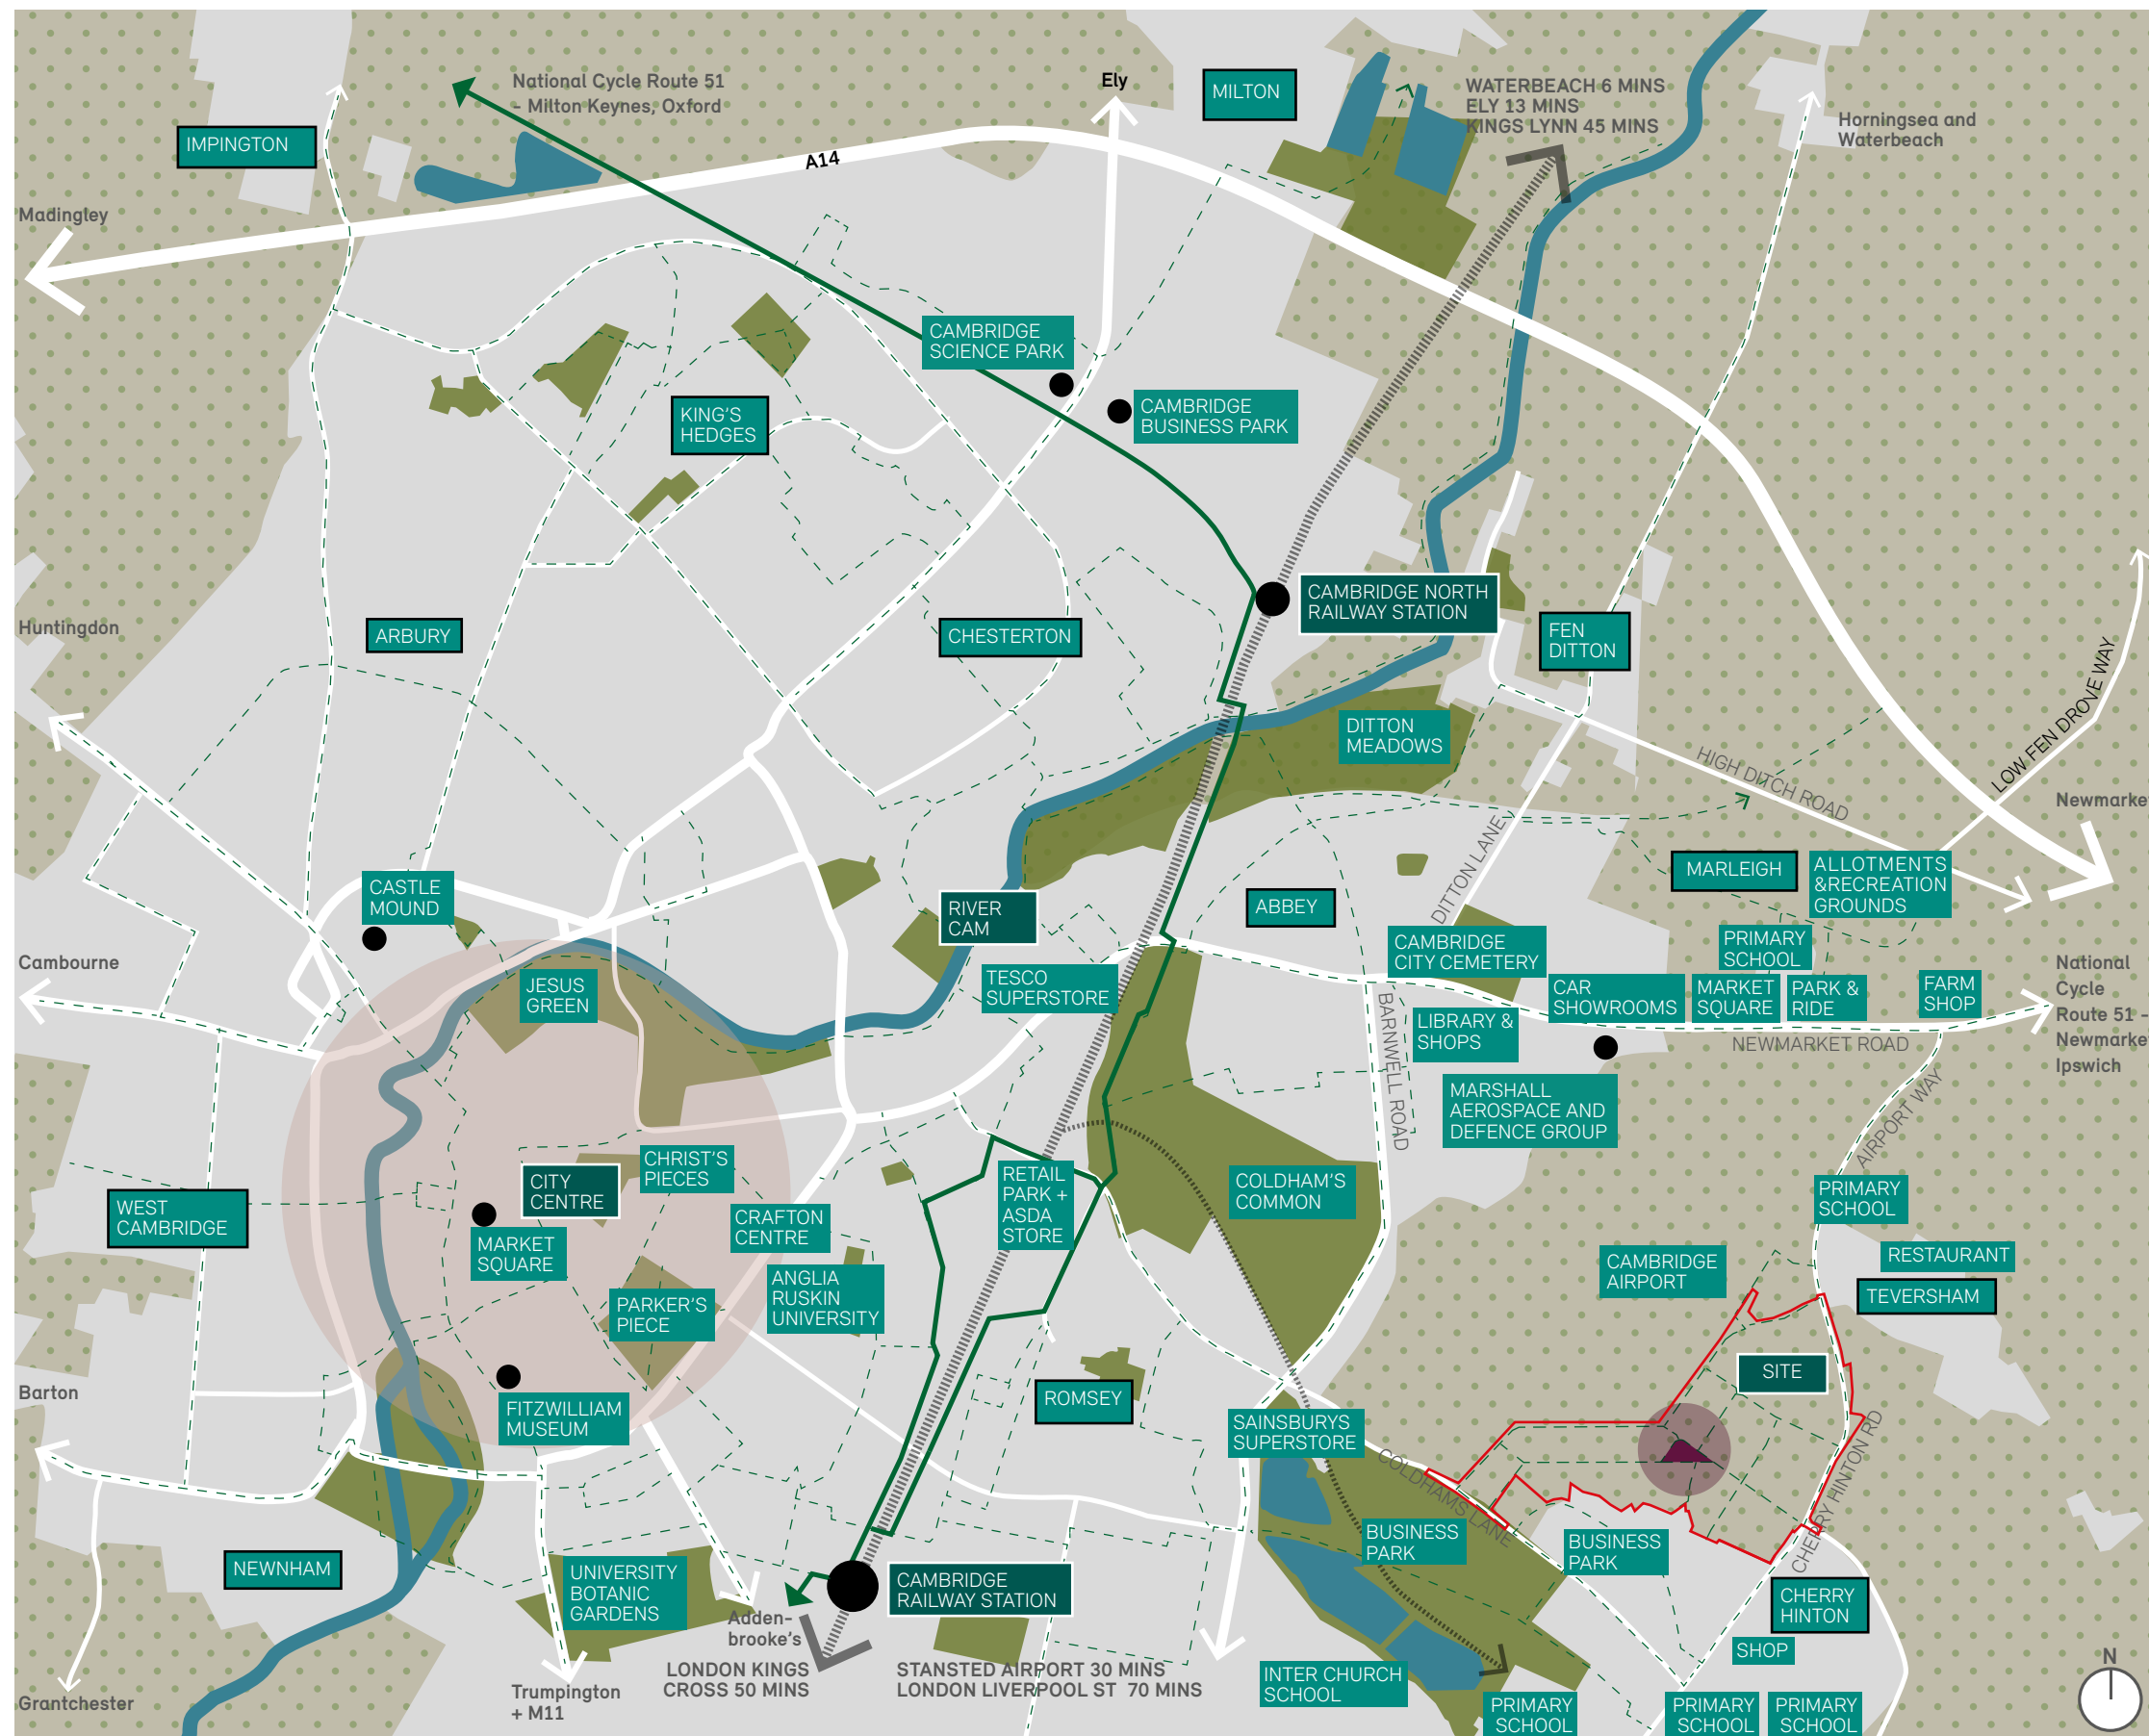 National Cycle Route 51
- Milton Keynes, Oxford
Ely
MILTON
WATERBEACH 6 MINS
ELY 13 MINS
KINGS LYNN 45 MINS
Horningsea and
Waterbeach
IMPINGTON
A14
Madingley
CAMBRIDGE
SCIENCE PARK
CAMBRIDGE
BUSINESS PARK
KING'S
HEDGES
Huntingdon
ARBURY
CHESTERTON
CAMBRIDGE NORTH
RAILWAY STATION
FEN
DITTON
LOW FEN DROVE WAY
DITTON
MEADOWS
HIGH DITCH ROAD
Newmarke
DITTON LANE
MARLEIGH
ALLOTMENTS
&RECREATION
GROUNDS
CASTLE
MOUND
RIVER
CAM
ABBEY
CAMBRIDGE
CITY CEMETERY
PRIMARY
SCHOOL
Cambourne
JESUS
GREEN
TESCO
SUPERSTORE
CAR
SHOWROOMS
MARKET
SQUARE
PARK &
RIDE
FARM
SHOP
National
Cycle
Route 51 -
Newmarke
Ipswich
BARNWELL ROAD
LIBRARY &
SHOPS
NEWMARKET ROAD
MARSHALL
AEROSPACE AND
DEFENCE GROUP
AIRPORT WAY
CHRIST'S
PIECES
CITY
CENTRE
WEST
CAMBRIDGE
MARKET
SQUARE
CRAFTON
CENTRE
RETAIL
PARK +
ASDA
STORE
COLDHAM'S
COMMON
PRIMARY
SCHOOL
RESTAURANT
CAMBRIDGE
AIRPORT
TEVERSHAM
PARKER'S
PIECE
ANGLIA
RUSKIN
UNIVERSITY
SITE
Barton
FITZWILLIAM
MUSEUM
ROMSEY
SAINSBURYS
SUPERSTORE
COLDHAMS LANE
CHERRY HINTON RD
BUSINESS
PARK
BUSINESS
PARK
NEWNHAM
UNIVERSITY
BOTANIC
GARDENS
CAMBRIDGE
RAILWAY STATION
CHERRY
HINTON
Adden-
brooke's
SHOP
LONDON KINGS
CROSS 50 MINS
STANSTED AIRPORT 30 MINS
LONDON LIVERPOOL ST 70 MINS
INTER CHURCH
SCHOOL
N
Grantchester
Trumpington
+ M11
PRIMARY
SCHOOL
PRIMARY
SCHOOL
PRIMARY
SCHOOL